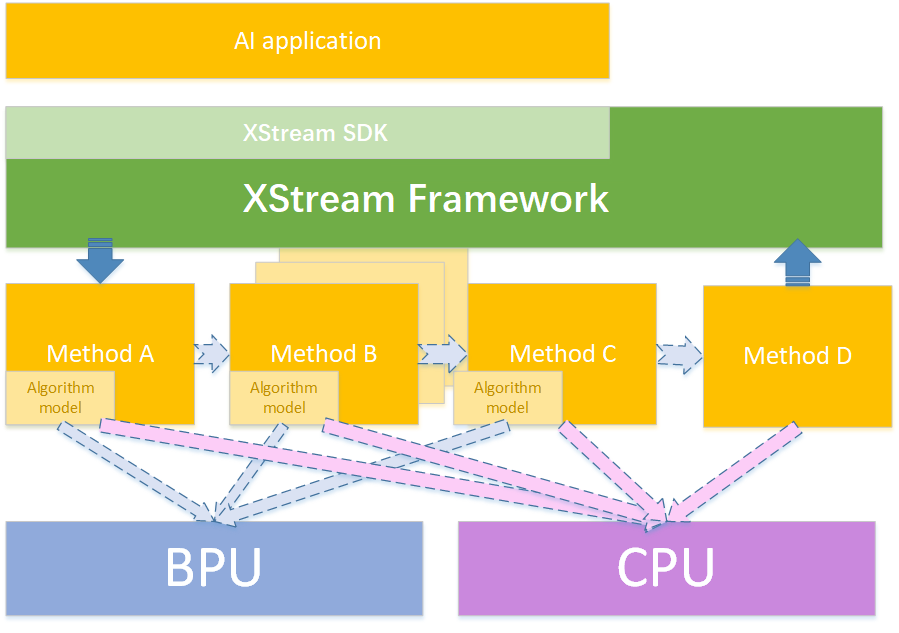 AI application
XStream SDK
XStream Framework
Method A
Method B
Method C
Method D
Algorithm
model
Algorithm
model
Algorithm
model
BPU
CPU